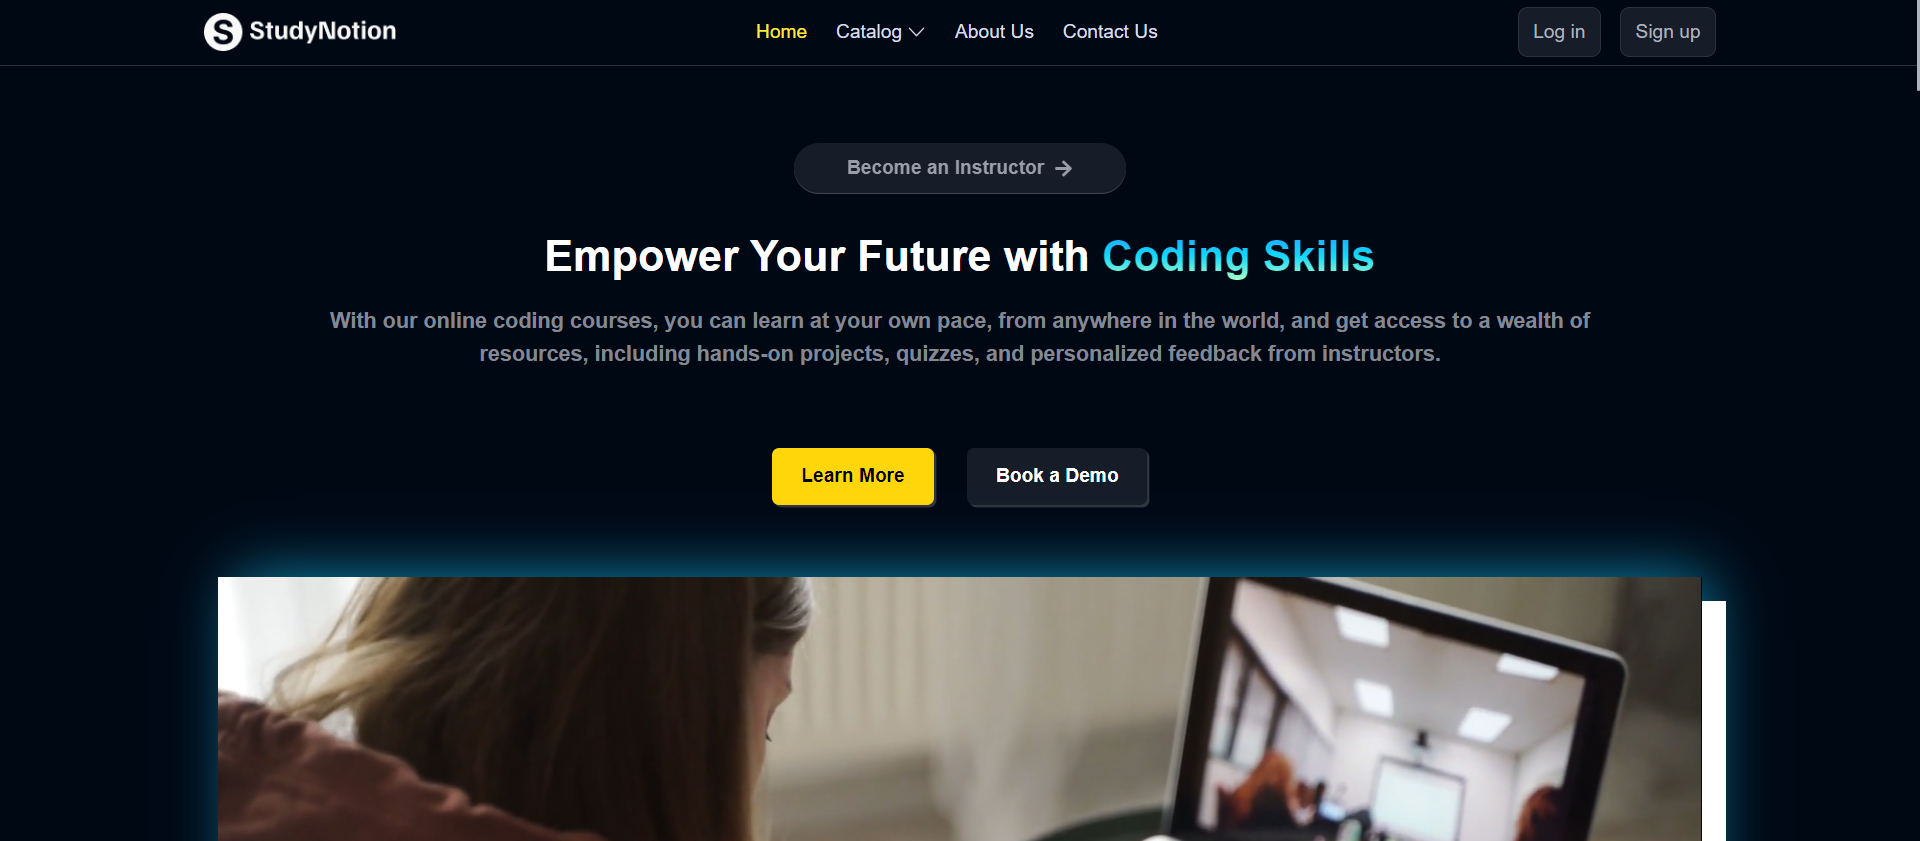 StudyNotion
Home Catalog About Us Contact Us
Log in Sign up
Become an Instructor
Empower Your Future with Coding Skills
With our online coding courses, you can learn at your own pace, from anywhere in the world, and get access to a wealth of
resources, including hands-on projects, quizzes, and personalized feedback from instructors.
Learn More Book a Demo